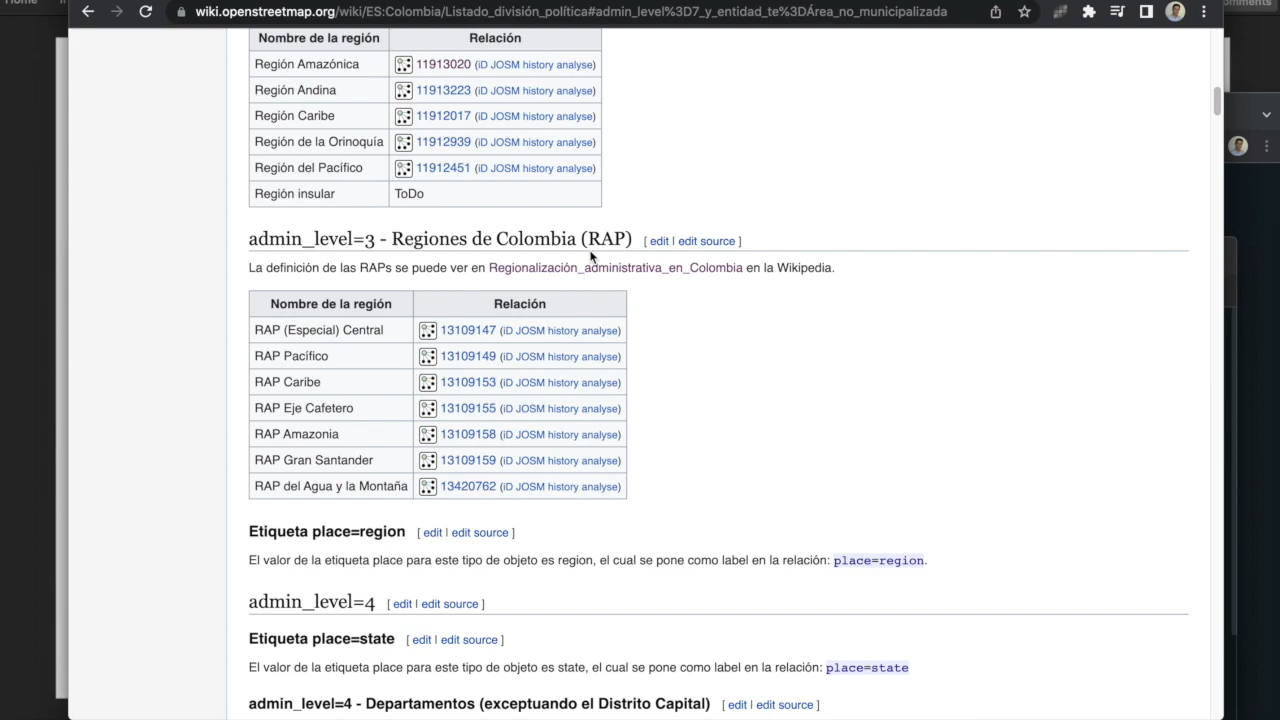 Home
mments
wiki.openstreetmap.org/wiki/ES:Colombia/Listado_división_política#admin_level%3D7_y_entidad_te%3DÁrea_no_municipalizada
Nombre de la región Relación
Región Amazónica 11913020 (iD JOSM history analyse)
Región Andina 11913223 (iD JOSM history analyse)
Región Caribe 11912017 (iD JOSM history analyse)
Región de la Orinoquía 11912939 (iD JOSM history analyse)
Región del Pacífico 11912451 (iD JOSM history analyse)
Región insular ToDo
admin_level=3 - Regiones de Colombia (RAP) [ edit | edit source ]
La definición de las RAPs se puede ver en Regionalización_administrativa_en_Colombia en la Wikipedia.
Nombre de la región Relación
RAP (Especial) Central 13109147 (iD JOSM history analyse)
RAP Pacífico 13109149 (iD JOSM history analyse)
RAP Caribe 13109153 (iD JOSM history analyse)
RAP Eje Cafetero 13109155 (iD JOSM history analyse)
RAP Amazonia 13109158 (iD JOSM history analyse)
RAP Gran Santander 13109159 (iD JOSM history analyse)
RAP del Agua y la Montaña 13420762 (iD JOSM history analyse)
Etiqueta place=region [ edit | edit source ]
El valor de la etiqueta place para este tipo de objeto es region, el cual se pone como label en la relación: place=region.
admin_level=4 [ edit | edit source ]
Etiqueta place=state [ edit | edit source ]
El valor de la etiqueta place para este tipo de objeto es state, el cual se pone como label en la relación: place=state
admin_level=4 - Departamentos (exceptuando el Distrito Capital) [ edit | edit source ]